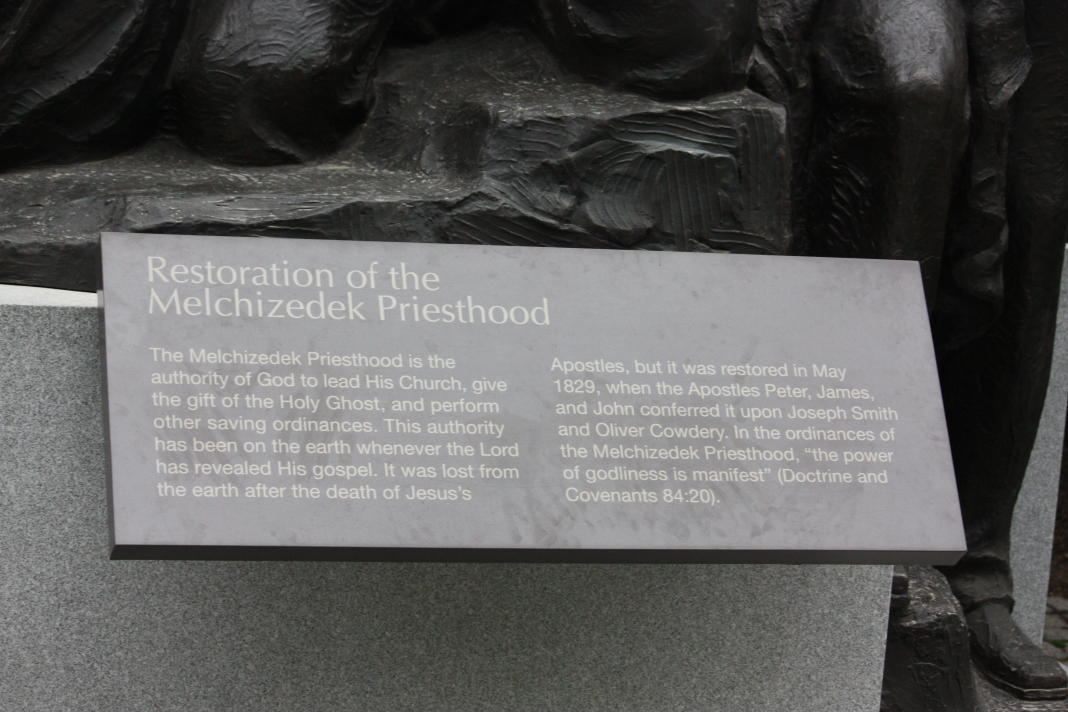 Restoration of the
Melchizedek Priesthood
The Melchizedek Priesthood is the
authority of God to lead His Church, give
the gift of the Holy Ghost, and perform
other saving ordinances. This authority
has been on the earth whenever the Lord
has revealed His gospel. It was lost from
the earth after the death of Jesus's
Apostles, but it was restored in May
1829, when the Apostles Peter, James,
and John conferred it upon Joseph Smith
and Oliver Cowdery. In the ordinances of
the Melchizedek Priesthood, “the power
of godliness is manifest” (Doctrine and
Covenants 84:20).